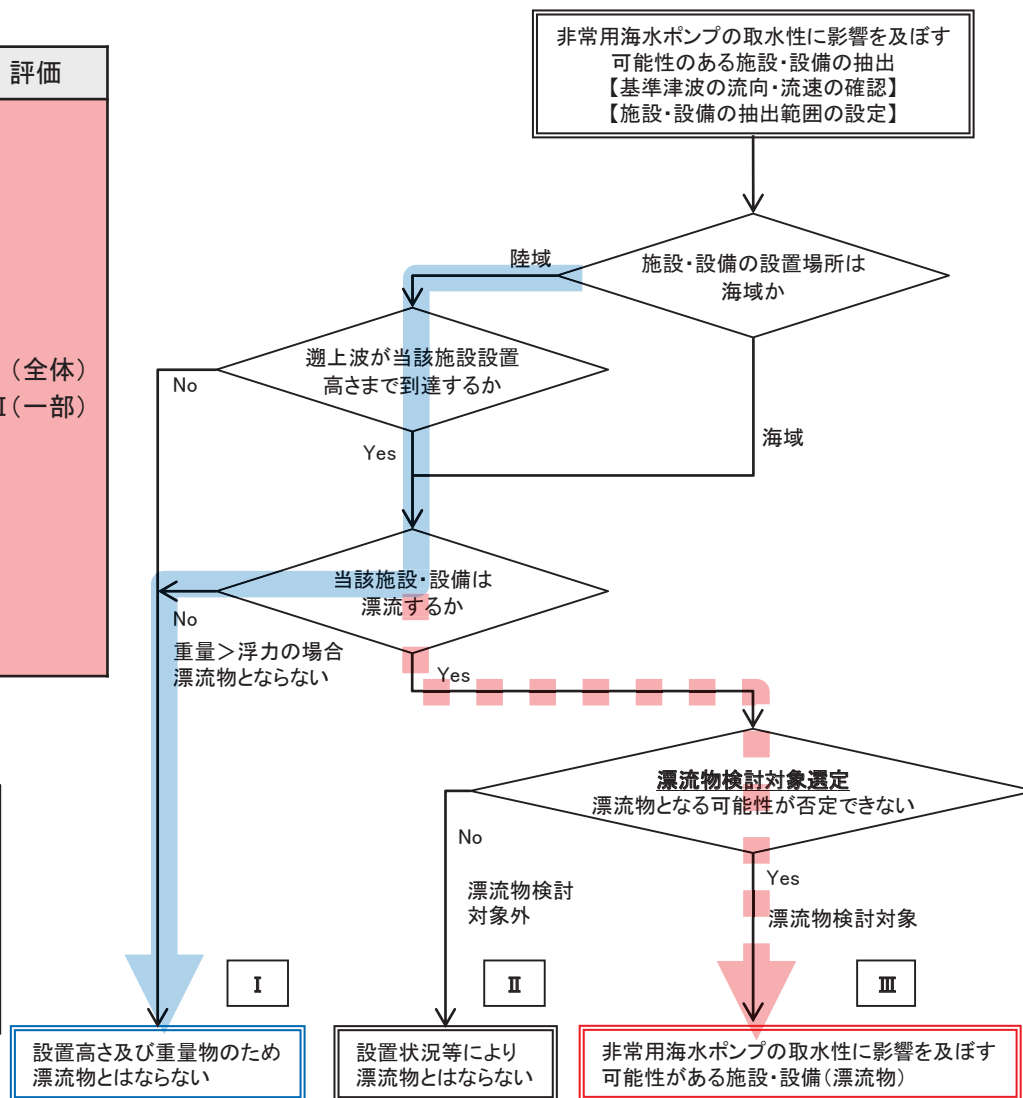 評価
（全体）
（一部）
非常用海水ポンプの取水性に影響を及ぼす
可能性のある施設・設備の抽出
【基準津波の流向・流速の確認】
【施設・設備の抽出範囲の設定】
陸域
施設・設備の設置場所は
海域か
遡上波が当該施設設置
高さまで到達するか
No
Yes
海域
当該施設・設備は
漂流するか
No
重量＞浮力の場合
漂流物とならない
Yes
漂流物検討対象選定
漂流物となる可能性が否定できない
No
漂流物検討
対象外
Yes
漂流物検討対象
Ⅰ
Ⅱ
Ⅲ
設置高さ及び重量物のため
漂流物とはならない
設置状況等により
漂流物とはならない
非常用海水ポンプの取水性に影響を及ぼす
可能性がある施設・設備（漂流物）